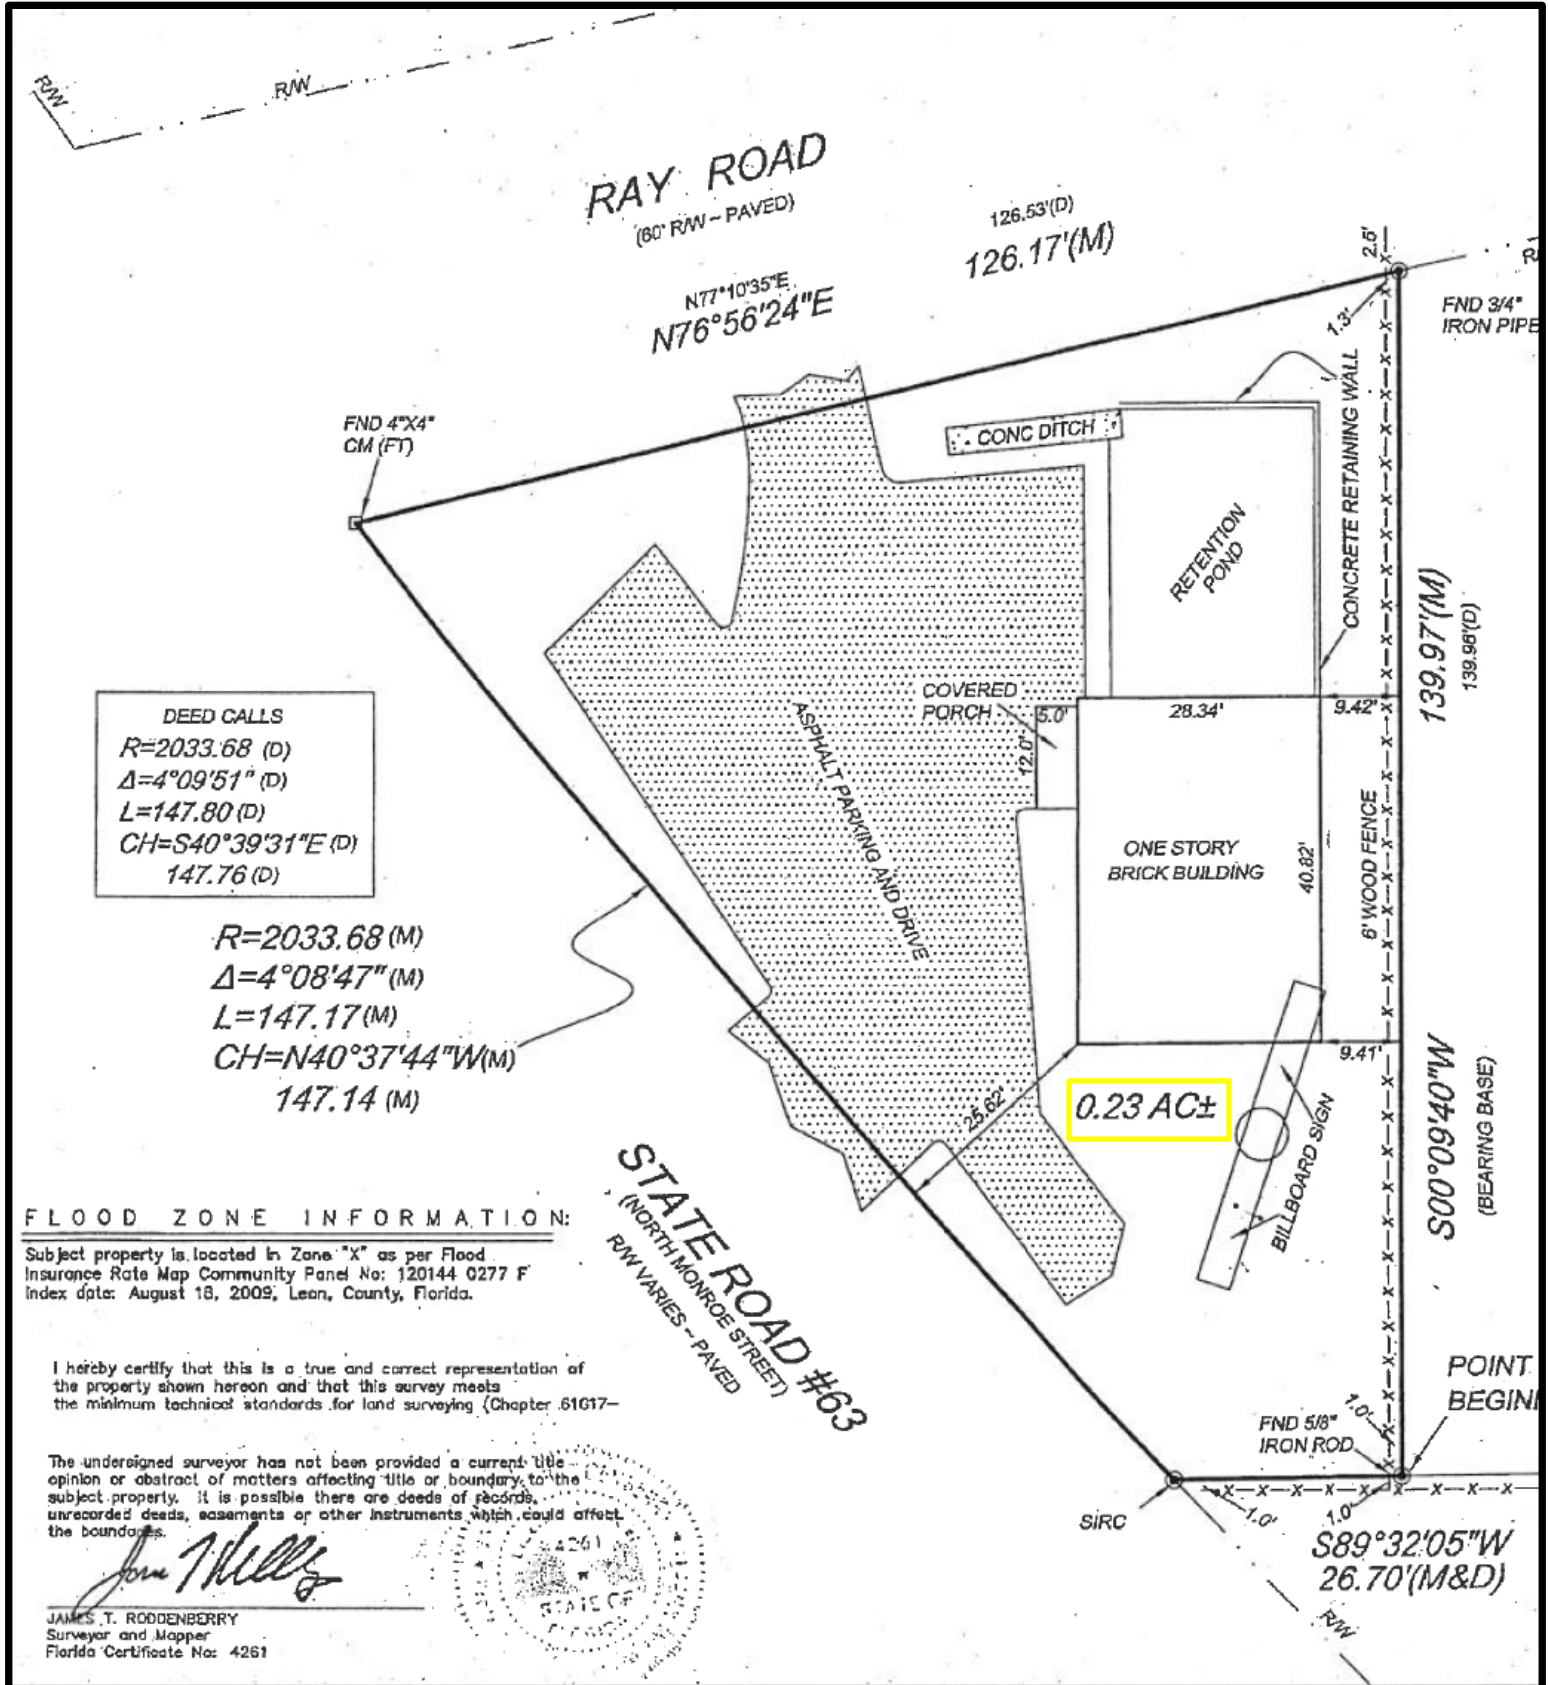 R/W
R/W
RAY ROAD
(60' R/W ~ PAVED)
126.53'(D)
126.17'(M)
N77°10'35"E
N76°56'24"E
2.5'
1.3'
FND 3/4"
IRON PIPE
FND 4"X4"
CM (FT)
CONC DITCH
CONCRETE RETAINING WALL
RETENTION
POND
139.97'(M)
139.98'(D)
DEED CALLS
R=2033.68 (D)
Δ=4°09'51" (D)
L=147.80 (D)
CH=S40°39'31"E (D)
147.76 (D)
COVERED
PORCH
5.0'
12.0'
28.34'
9.42'
ASPHALT PARKING AND DRIVE
ONE STORY
BRICK BUILDING
40.82'
6' WOOD FENCE
R=2033.68 (M)
Δ=4°08'47" (M)
L=147.17(M)
CH=N40°37'44"W(M)
147.14 (M)
9.41'
25.62'
0.23 AC±
BILLBOARD SIGN
S00°09'40"W
(BEARING BASE)
STATE ROAD #63
(NORTH MONROE STREET)
R/W VARIES ~ PAVED
FLOOD ZONE INFORMATION:
Subject property is located in Zone "X" as per Flood
Insurance Rate Map Community Panel No: 120144 0277 F
Index date: August 18, 2009, Leon, County, Florida.
I hereby certify that this is a true and correct representation of
the property shown hereon and that this survey meets
the minimum technical standards for land surveying (Chapter 61G17–
The undersigned surveyor has not been provided a current title
opinion or abstract of matters affecting title or boundary to the
subject property. It is possible there are deeds of records,
unrecorded deeds, easements or other instruments which could affect
the boundaries.
JAMES T. RODDENBERRY
Surveyor and Mapper
Florida Certificate No: 4261
4261
STATE OF
POINT
BEGIN
1.0'
FND 5/8"
IRON ROD
SIRC
1.0'
1.0'
S89°32'05"W
26.70'(M&D)
R/W